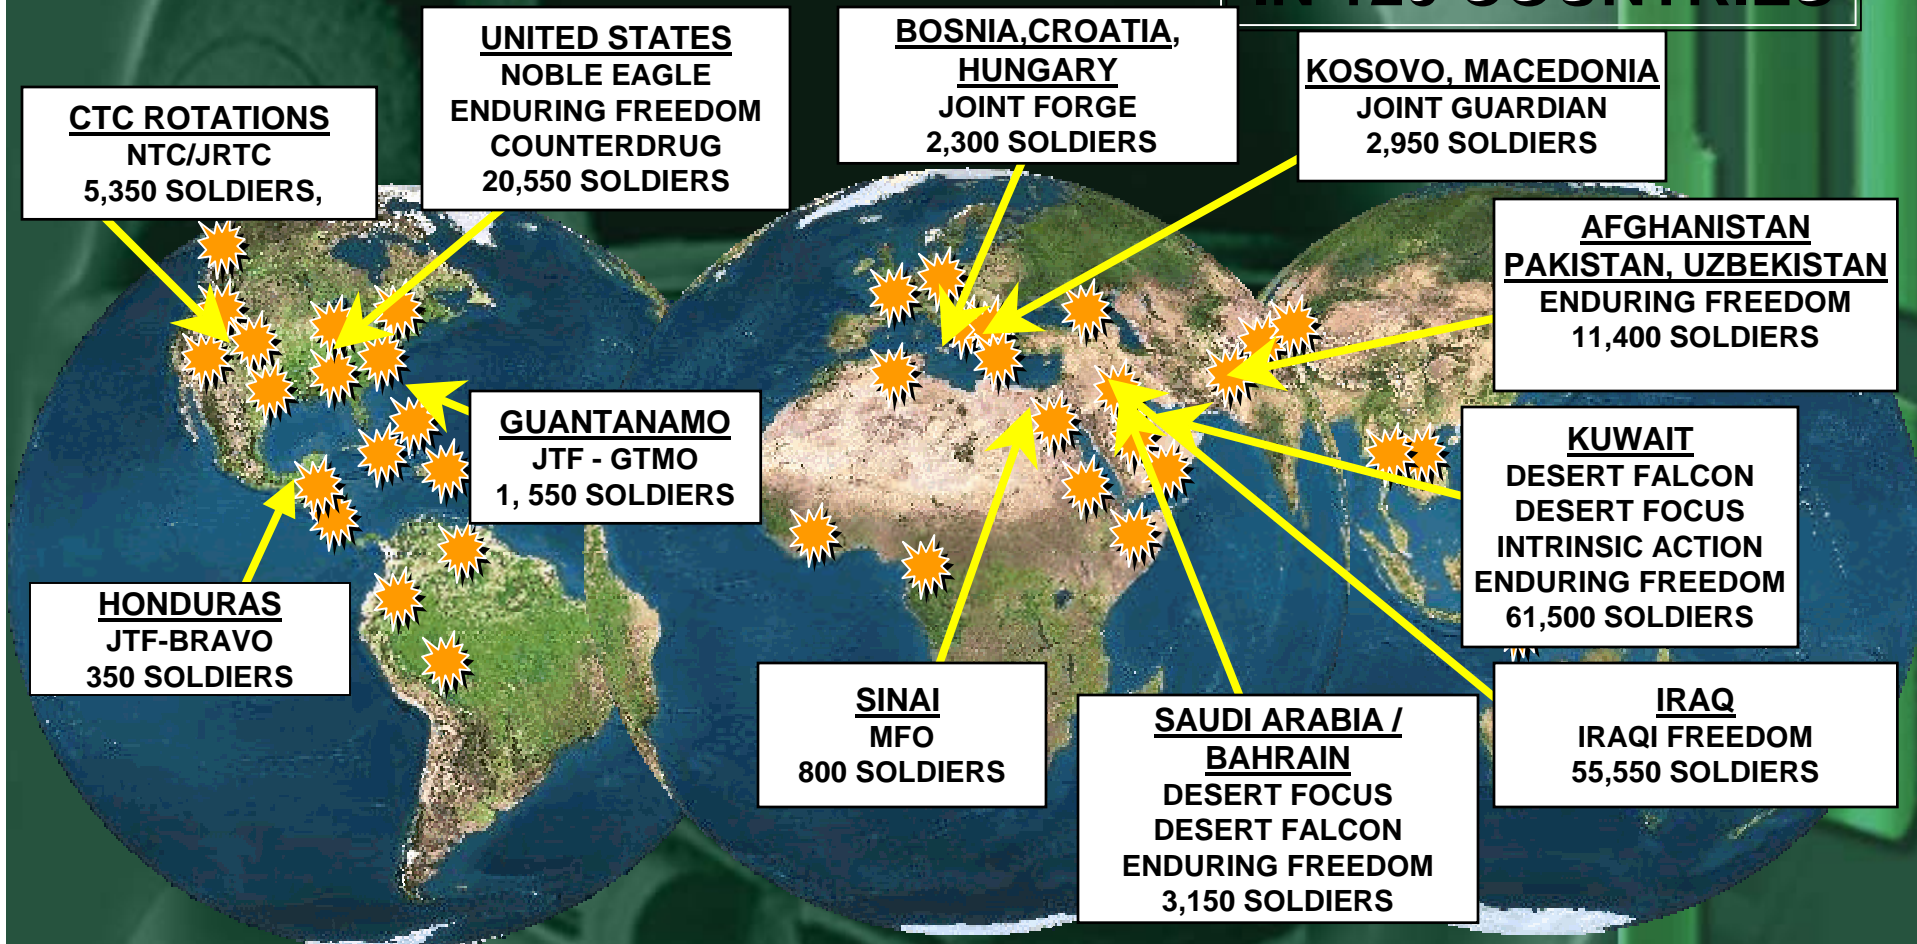 CTC ROTATIONS
NTC/JRTC
5,350 SOLDIERS,
UNITED STATES
NOBLE EAGLE
ENDURING FREEDOM
COUNTERDRUG
20,550 SOLDIERS
BOSNIA,CROATIA,
HUNGARY
JOINT FORGE
2,300 SOLDIERS
KOSOVO, MACEDONIA
JOINT GUARDIAN
2,950 SOLDIERS
AFGHANISTAN
PAKISTAN, UZBEKISTAN
ENDURING FREEDOM
11,400 SOLDIERS
GUANTANAMO
JTF - GTMO
1, 550 SOLDIERS
KUWAIT
DESERT FALCON
DESERT FOCUS
INTRINSIC ACTION
ENDURING FREEDOM
61,500 SOLDIERS
HONDURAS
JTF-BRAVO
350 SOLDIERS
SINAI
MFO
800 SOLDIERS
SAUDI ARABIA /
BAHRAIN
DESERT FOCUS
DESERT FALCON
ENDURING FREEDOM
3,150 SOLDIERS
IRAQ
IRAQI FREEDOM
55,550 SOLDIERS